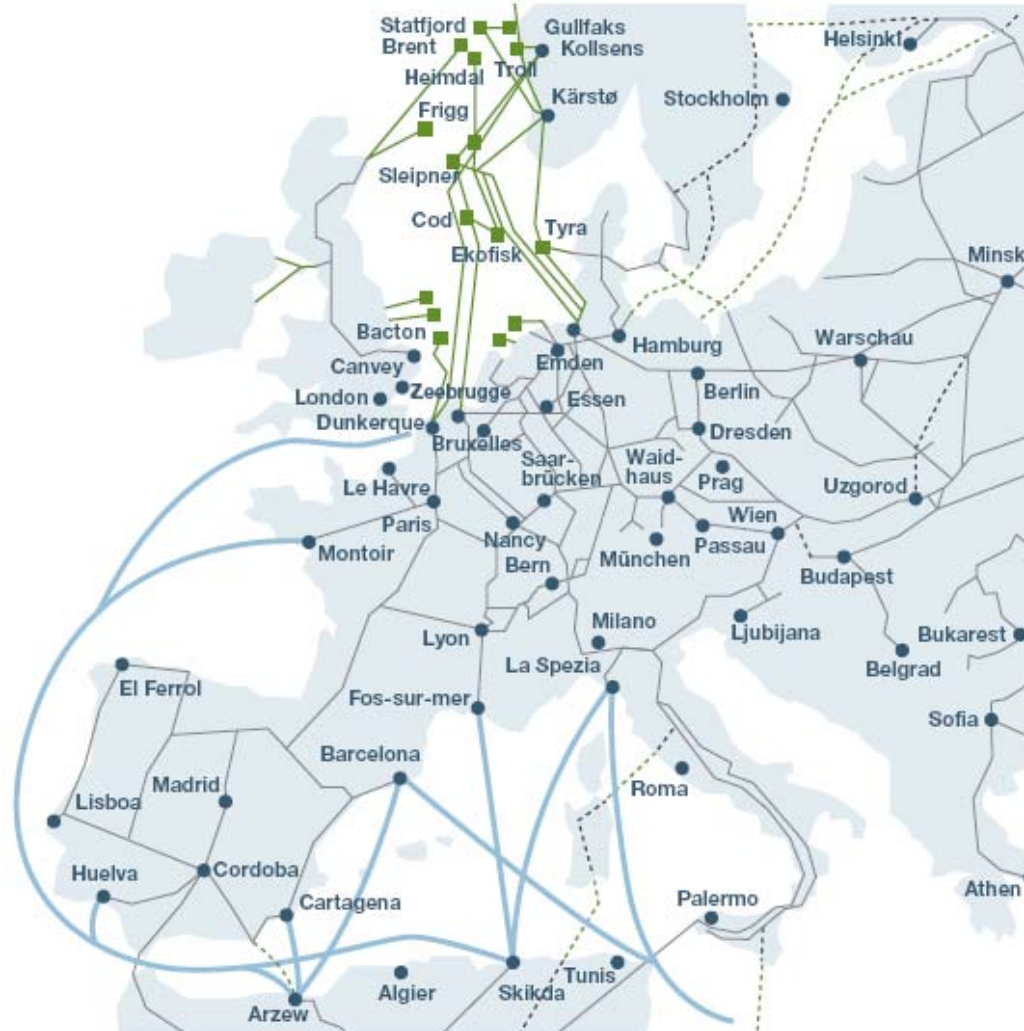 Statfjord
Gullfaks
Brent
Kollsens
Heimdal
Troll
Helsinki
Kärstø
Stockholm
Frigg
Sleipner
Cod
Tyra
Ekofisk
Minsk
Bacton
Emden
Hamburg
Warschau
Canvey
London
Zeebrugge
Essen
Berlin
Dunkerque
Bruxelles
Dresden
Saar-
brücken
Waid-
haus
Prag
Uzgorod
Le Havre
Paris
Wien
Montoir
Nancy
München
Passau
Bern
Budapest
Lyon
Milano
Ljubijana
Bukarest
Belgrad
La Spezia
El Ferrol
Fos-sur-mer
Sofia
Barcelona
Madrid
Roma
Lisboa
Huelva
Cordoba
Cartagena
Palermo
Athen
Algier
Skikda
Tunis
Arzew